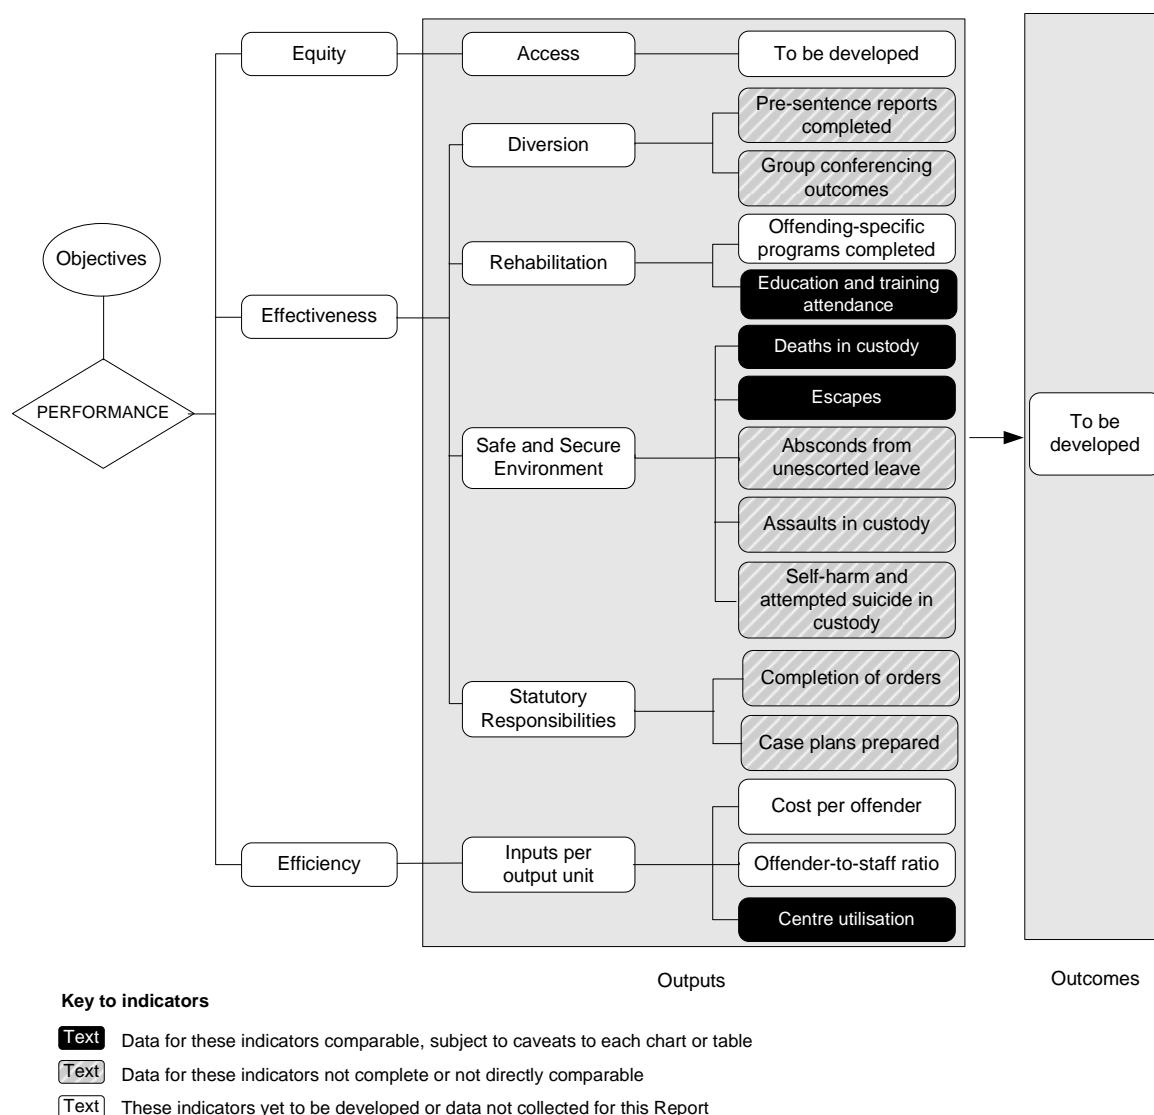 Equity
Access
To be developed
Pre-sentence reports
completed
Diversion
Group conferencing
outcomes
Offending-specific
programs completed
Rehabilitation
Education and training
attendance
Objectives
Effectiveness
Deaths in custody
Escapes
PERFORMANCE
Safe and Secure
Environment
Absconds from
unescorted leave
Assaults in custody
Self-harm and
attempted suicide in
custody
To be
developed
Statutory
Responsibilities
Completion of orders
Case plans prepared
Cost per offender
Efficiency
Inputs per
output unit
Offender-to-staff ratio
Centre utilisation
Outputs
Outcomes
Key to indicators
Text Data for these indicators comparable, subject to caveats to each chart or table
Text Data for these indicators not complete or not directly comparable
Text These indicators yet to be developed or data not collected for this Report